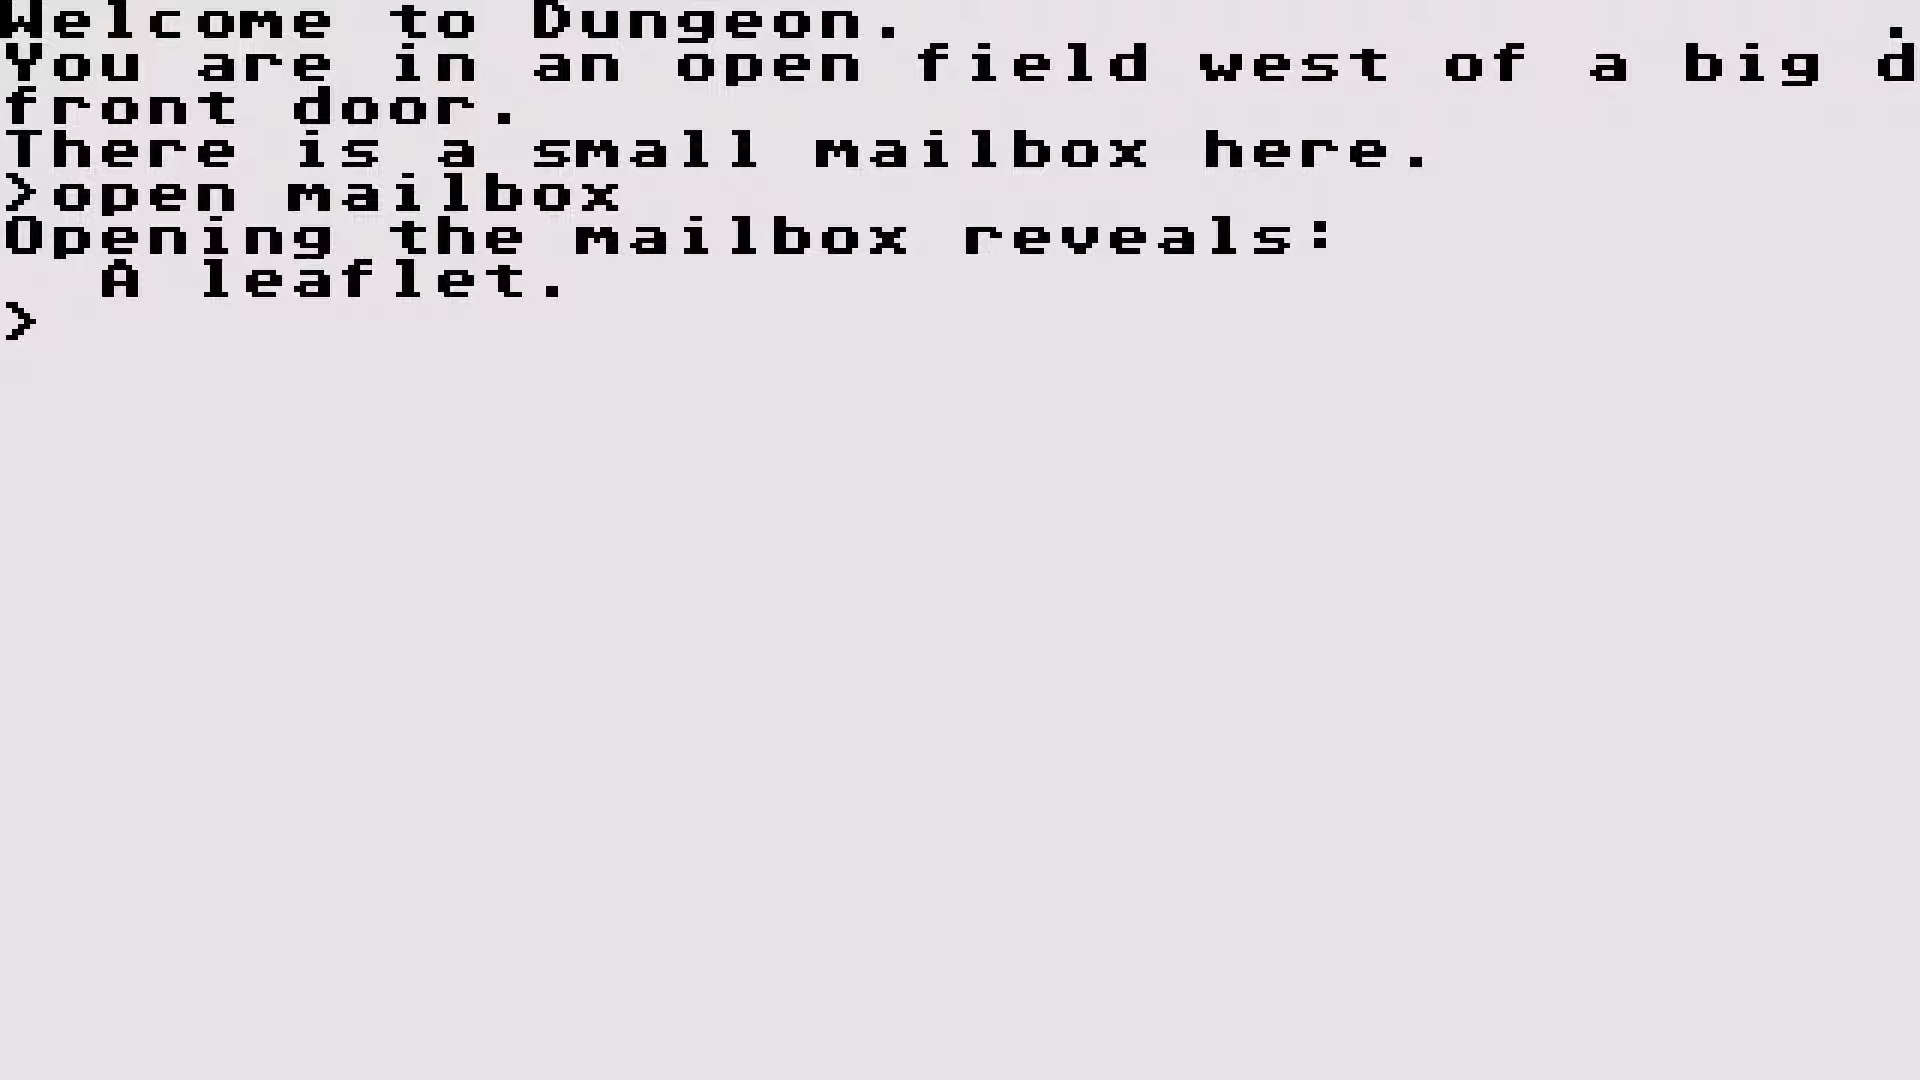 Welcome to Dungeon. .
You are in an open field west of a big
front door.
There is a small mailbox here.
>open mailbox
Opening the mailbox reveals:
A leaflet.
>